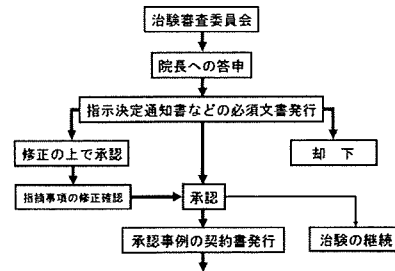 治験審査委員会
院長への答申
指示決定通知書などの必須文書発行
修正の上で承認
却 下
指摘事項の修正確認
承認
承認事例の契約書発行
治験の継続